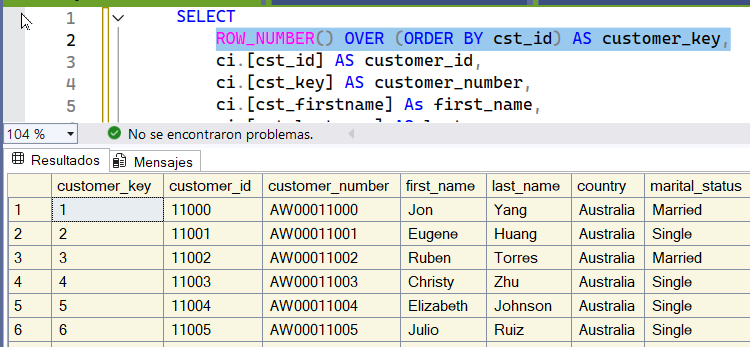 1 SELECT
2 ROW_NUMBER() OVER (ORDER BY cst_id) AS customer_key,
3 ci.[cst_id] AS customer_id,
4 ci.[cst_key] AS customer_number,
5 ci.[cst_firstname] As first_name,
104 % No se encontraron problemas.
Resultados Mensajes
customer_key customer_id customer_number first_name last_name country marital_status
1 1 11000 AW00011000 Jon Yang Australia Married
2 2 11001 AW00011001 Eugene Huang Australia Single
3 3 11002 AW00011002 Ruben Torres Australia Married
4 4 11003 AW00011003 Christy Zhu Australia Single
5 5 11004 AW00011004 Elizabeth Johnson Australia Single
6 6 11005 AW00011005 Julio Ruiz Australia Single